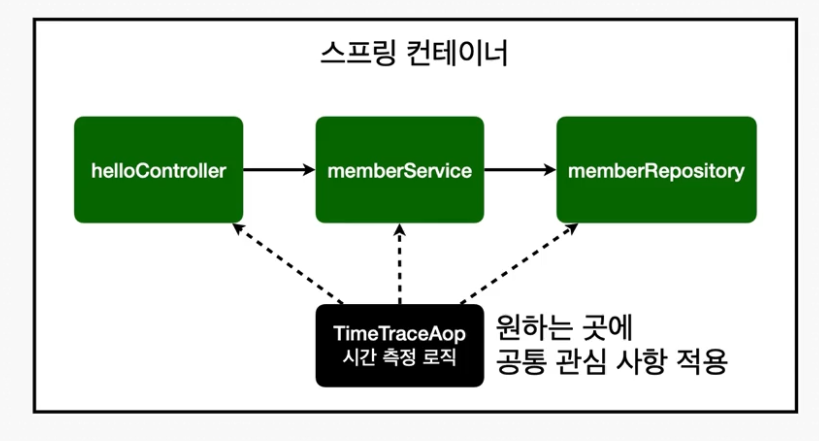 스프링 컨테이너
helloController
memberService
memberRepository
TimeTraceAop
시간 측정 로직
원하는 곳에
공통 관심 사항 적용